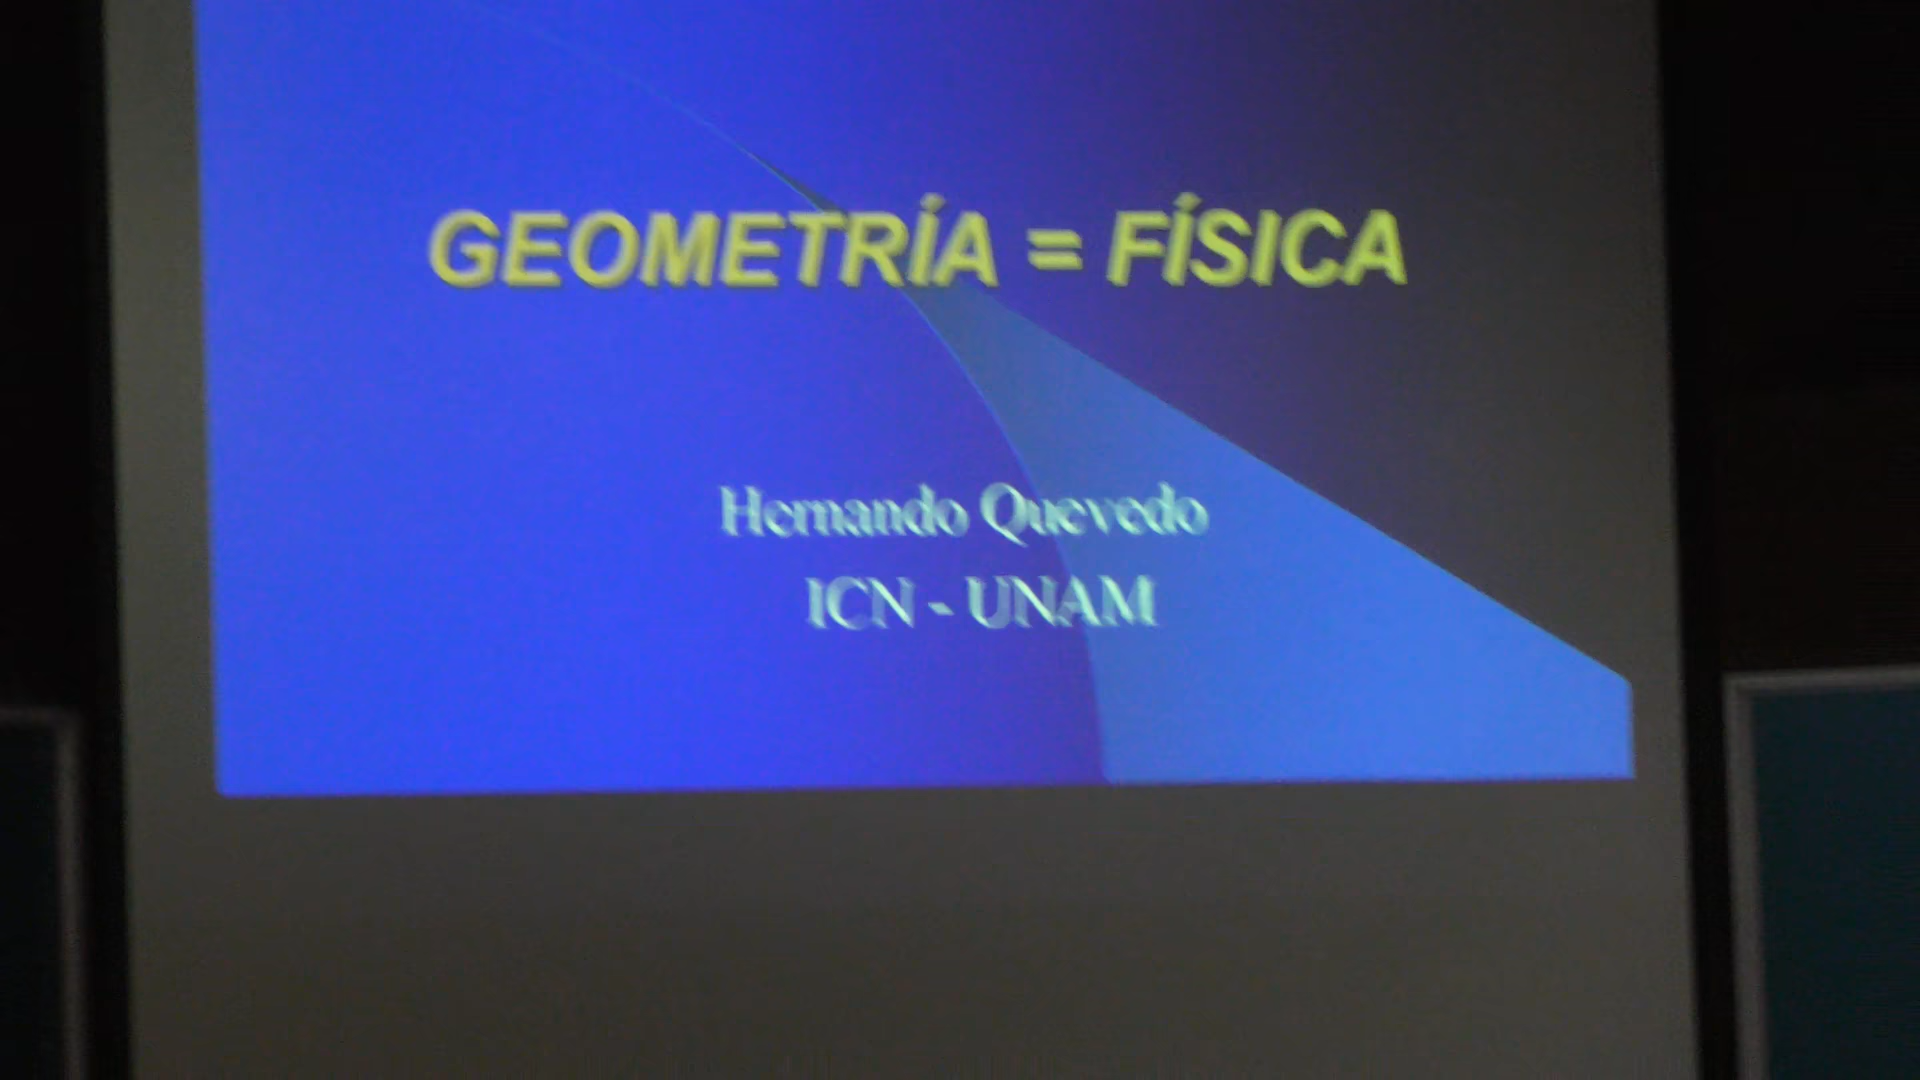 GEOMETRÍA = FÍSICA
Hernando Quevedo
ICN - UNAM